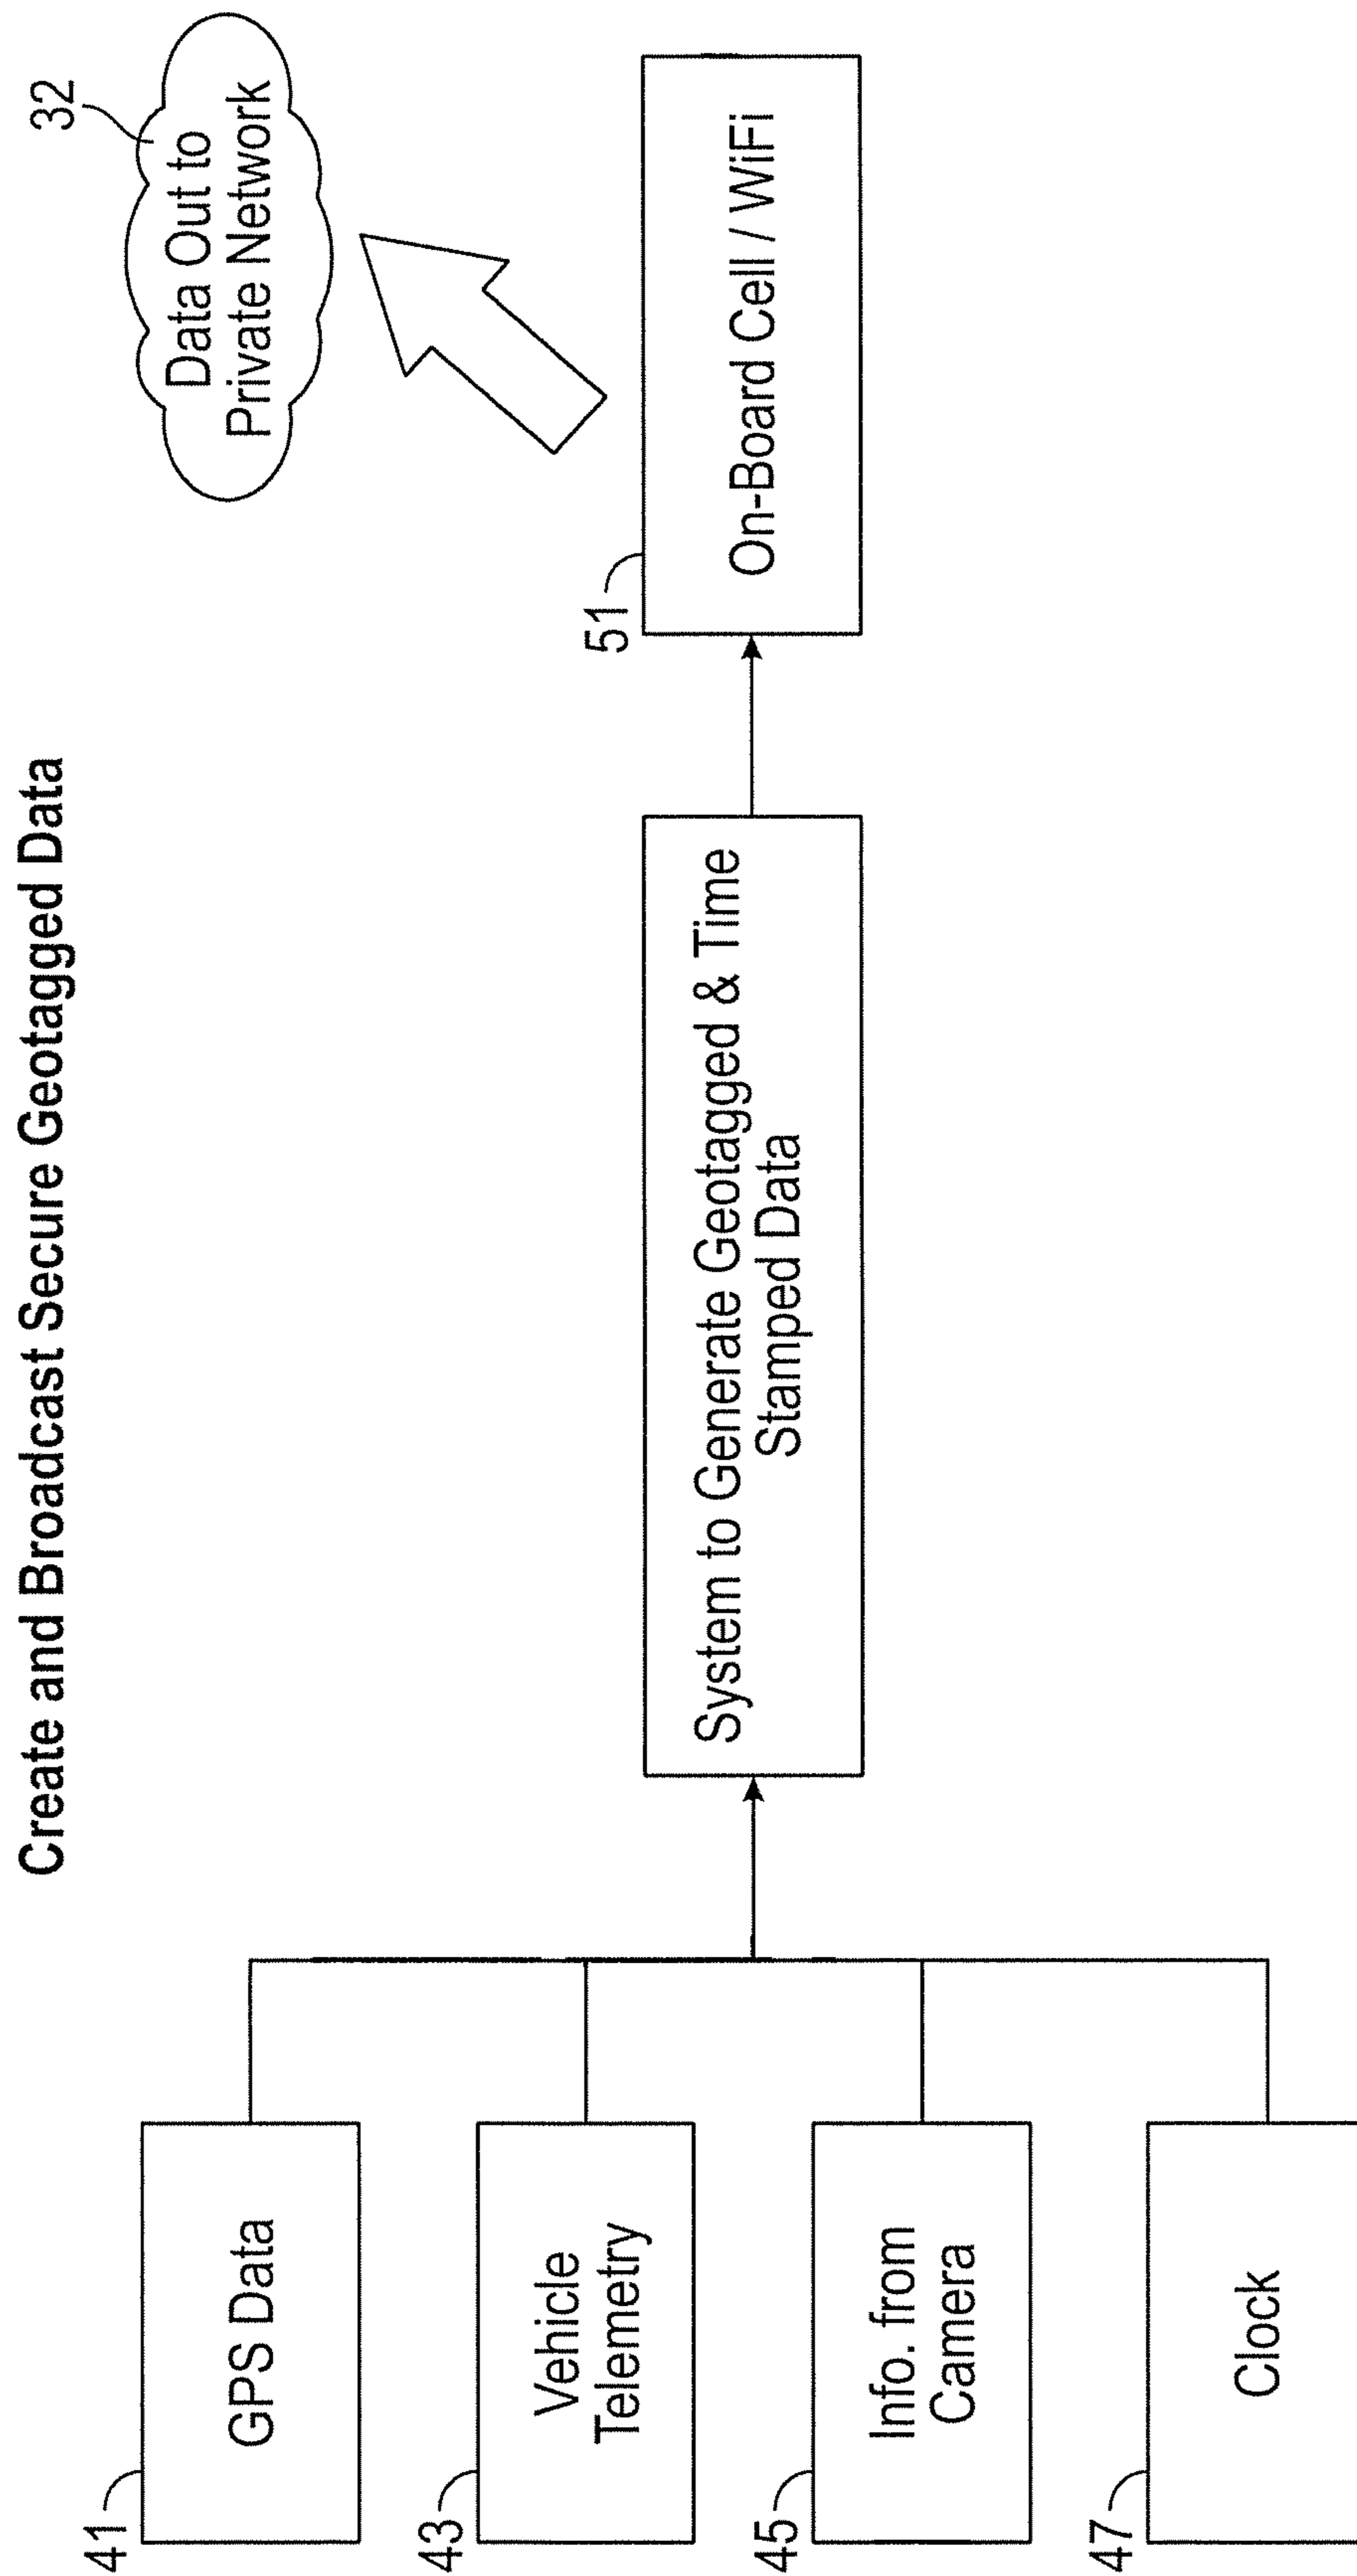 Create and Broadcast Secure Geotagged Data
41
GPS Data
43
Vehicle
Telemetry
45
Info. from
Camera
47
Clock
System to Generate Geotagged & Time
Stamped Data
51
On-Board Cell / WiFi
32
Data Out to
Private Network